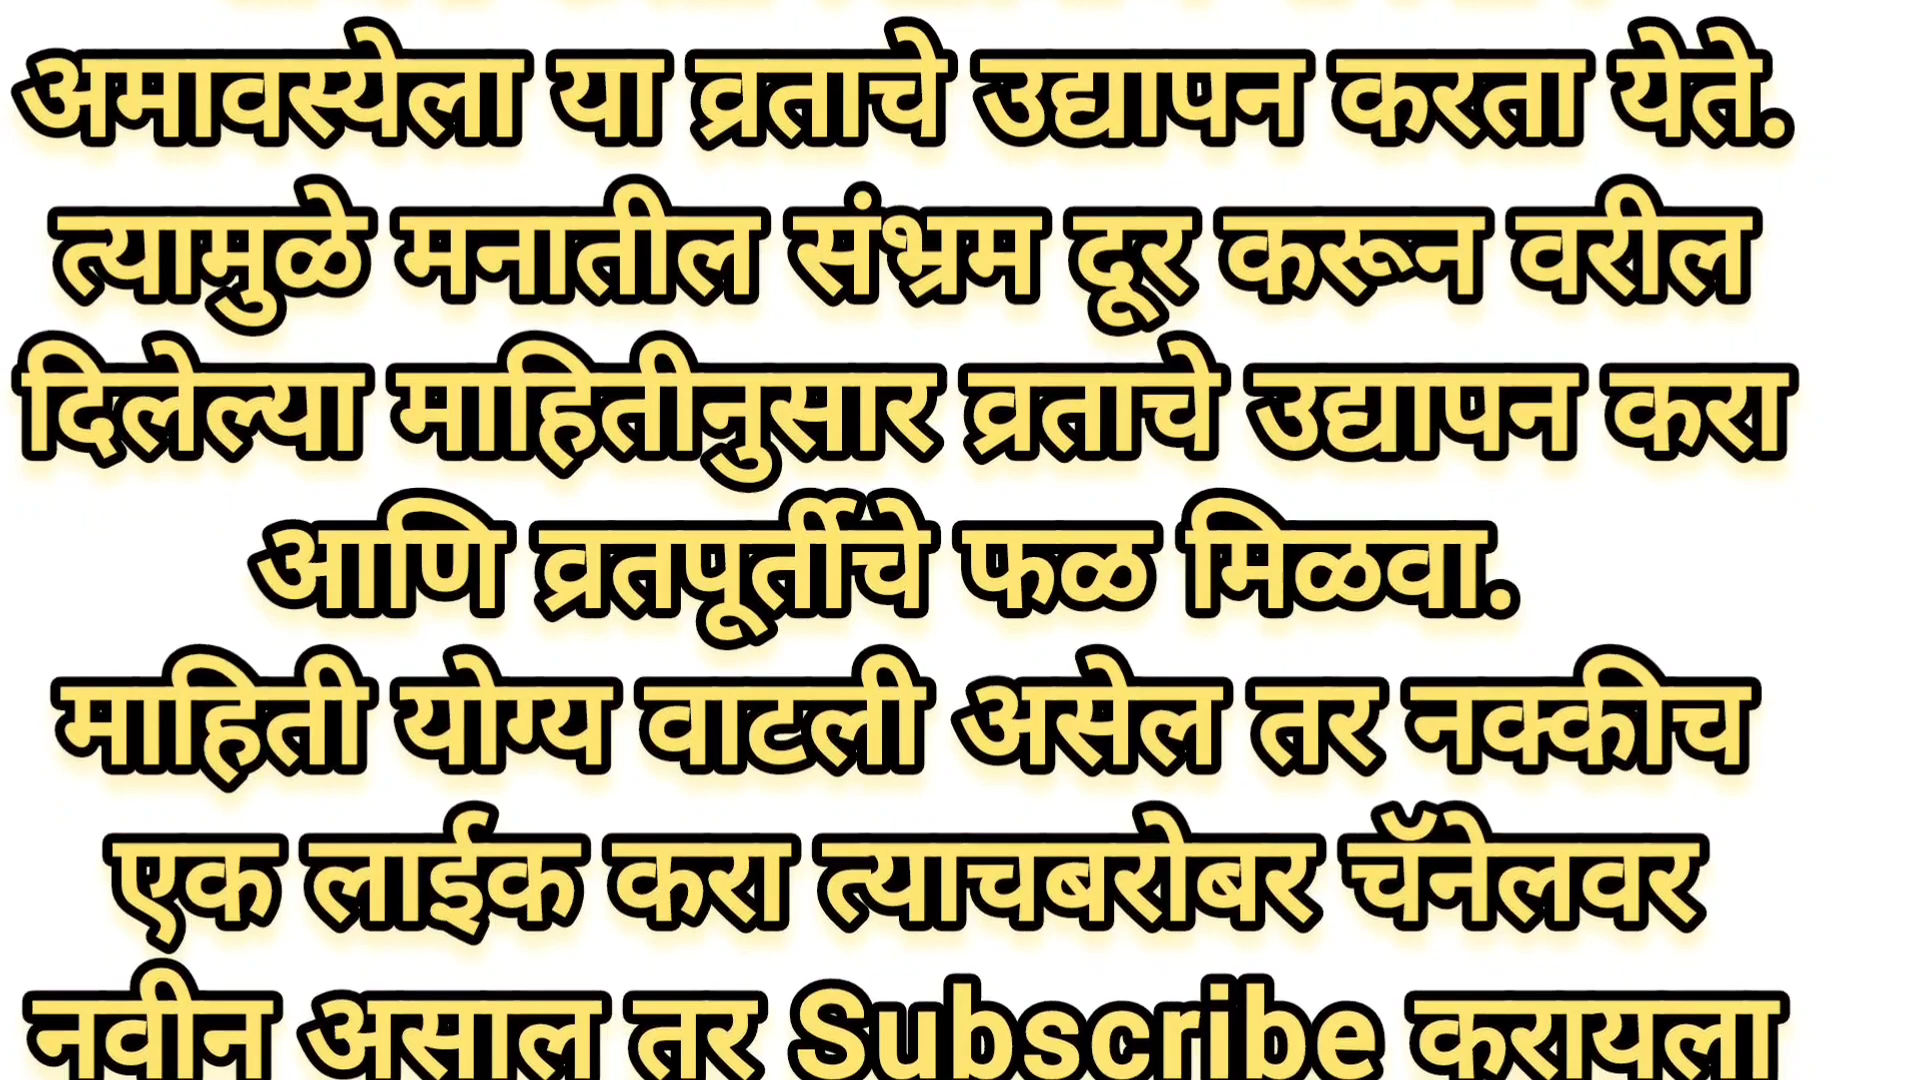 अमावस्येला या व्रताचे उद्यापन करता येते.
त्यामुळे मनातील संभ्रम दूर करून वरील
दिलेल्या माहितीनुसार व्रताचे उद्यापन करा
आणि व्रतपूर्तीचे फळ मिळवा.
माहिती योग्य वाटली असेल तर नक्कीच
एक लाईक करा त्याचबरोबर चॅनेलवर
नवीन असाल तर Subscribe करायला